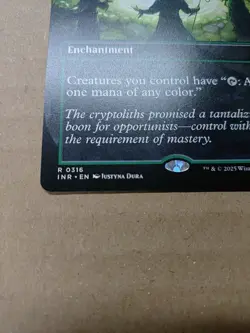 Enchantment
Creatures you control have “T: A
one mana of any color.”
The cryptoliths promised a tantaliz
boon for opportunists—control with
the requirement of mastery.
R 0316
INR • EN Justyna Dura
™ & © 2025 Wiz